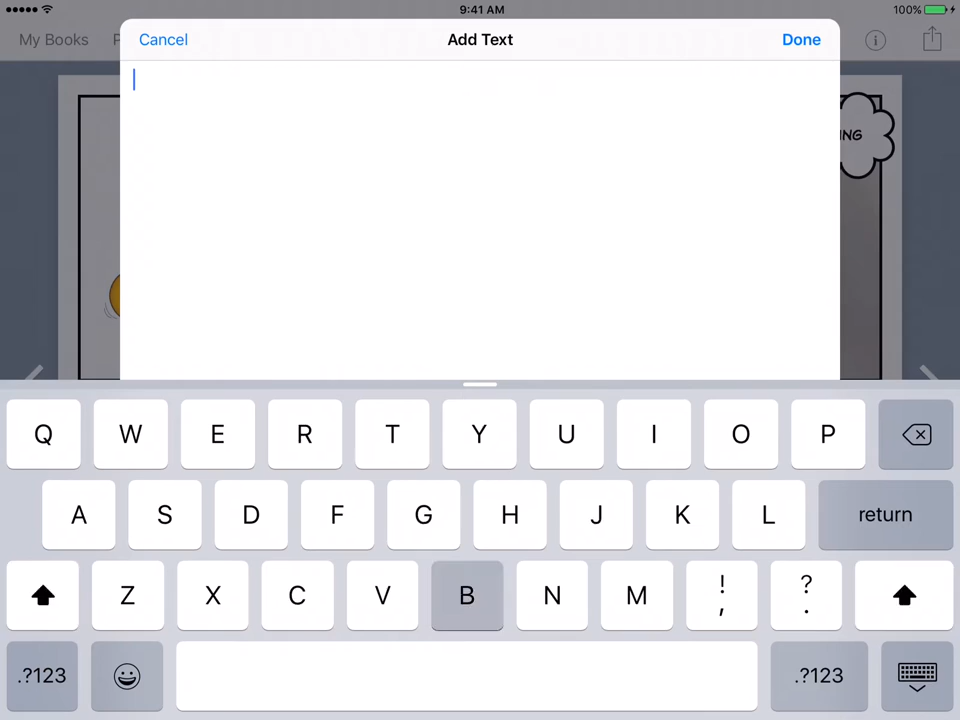 9:41 AM
100%
My Books
P
Cancel
Add Text
Done
ING
Q W E R T Y U I O P
A S D F G H J K L return
Z X C V B N M ! , ? .
.?123 .?123